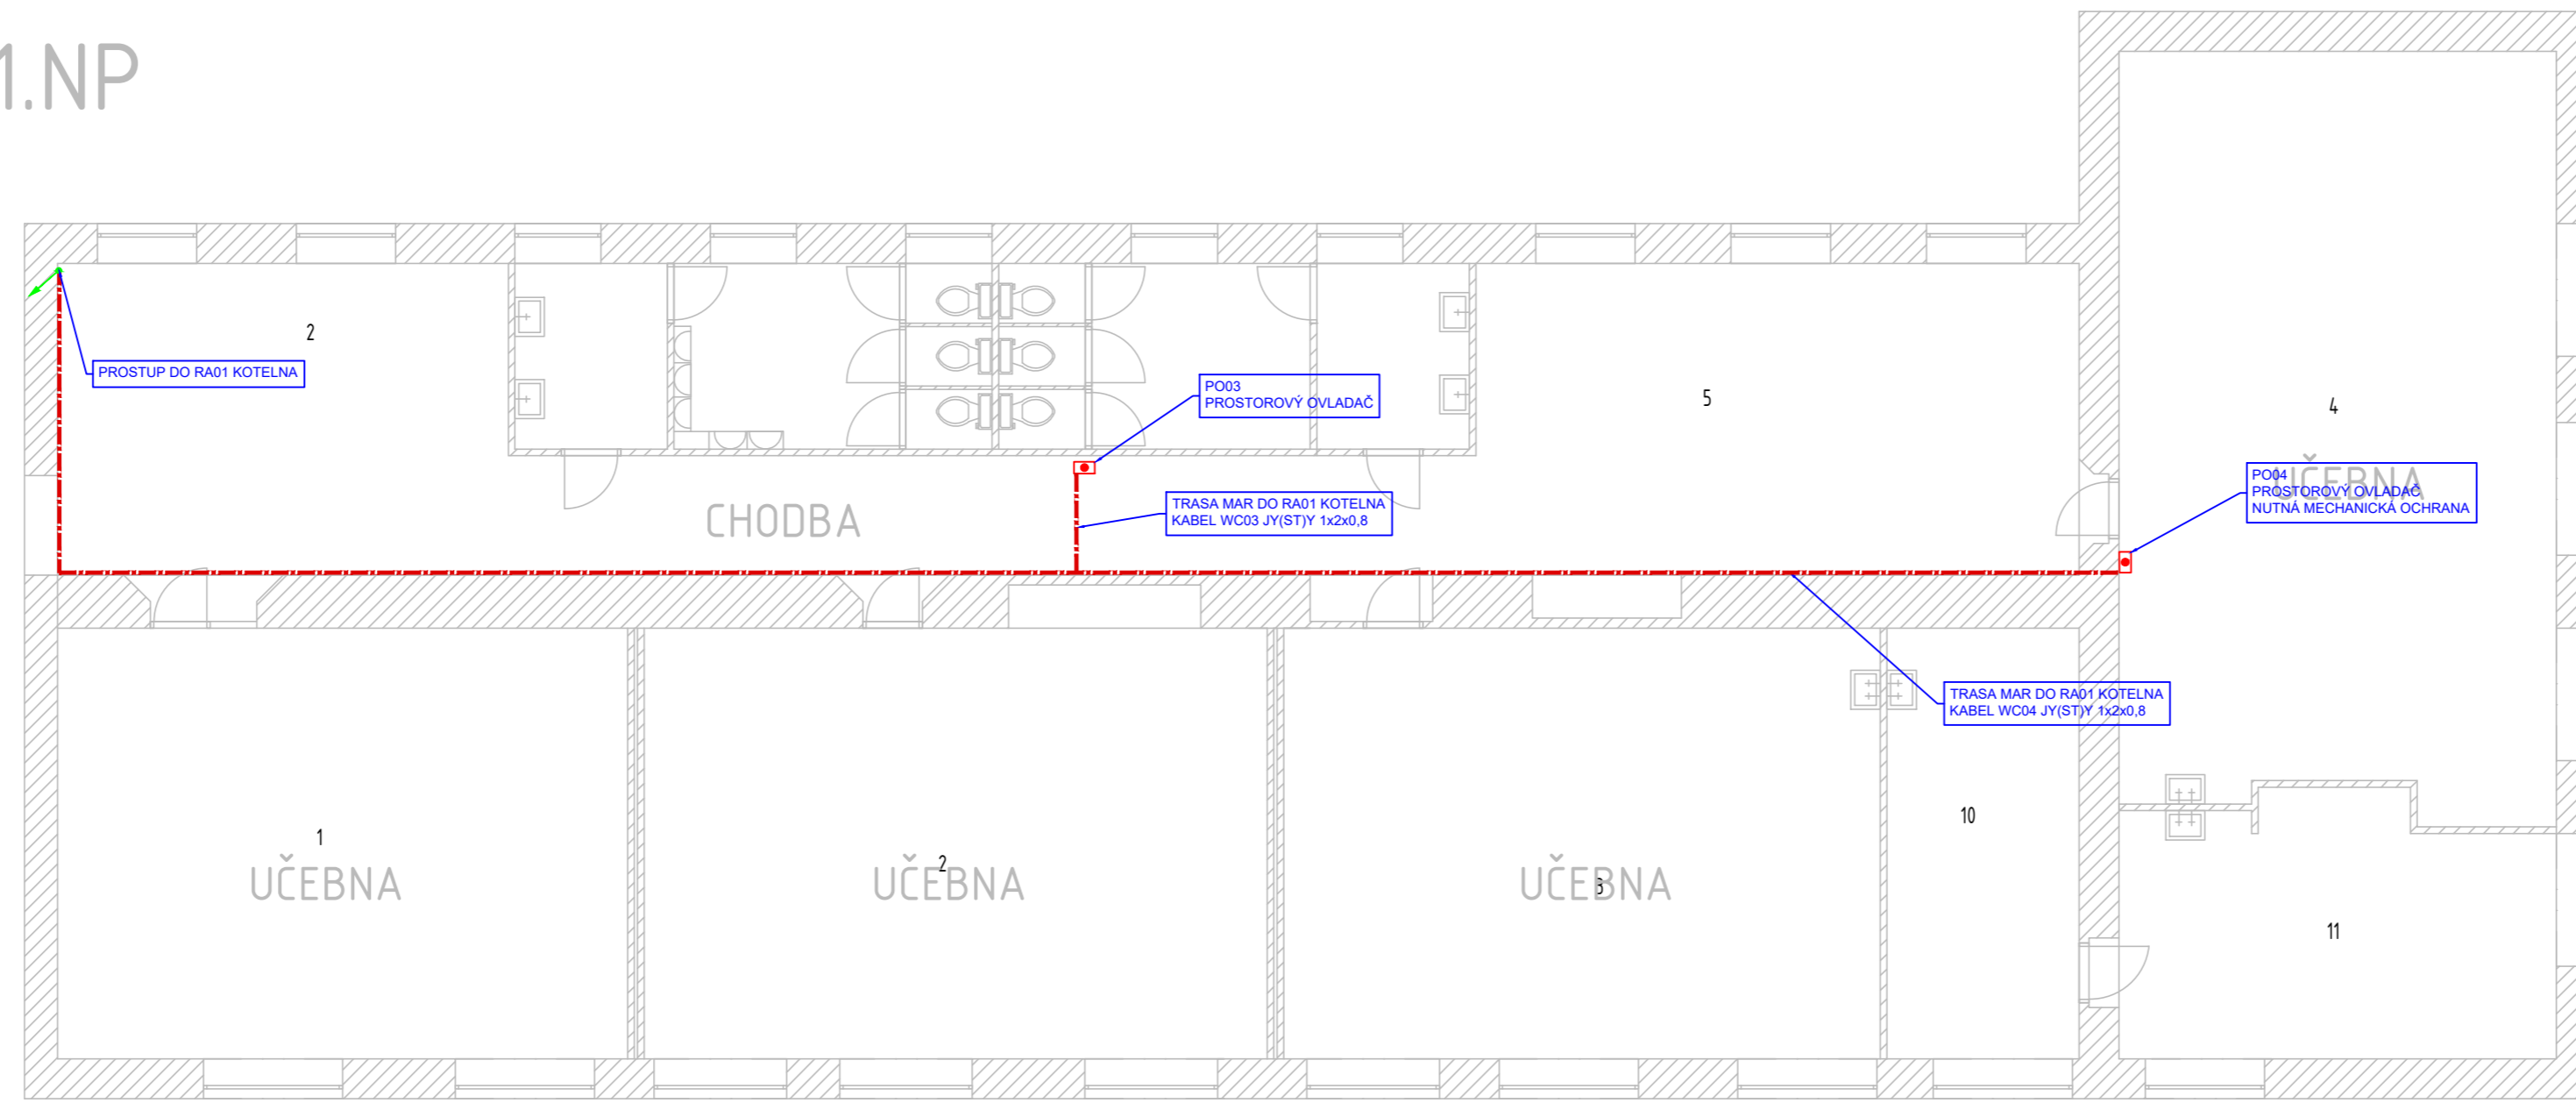 1.NP
2
PROSTUP DO RA01 KOTELNA
PO03
PROSTOROVÝ OVLADAČ
5
4
UČEBNA
PO04
PROSTOROVÝ OVLADAČ
NUTNÁ MECHANICKÁ OCHRANA
CHODBA
TRASA MAR DO RA01 KOTELNA
KABEL WC03 JY(ST)Y 1x2x0,8
TRASA MAR DO RA01 KOTELNA
KABEL WC04 JY(ST)Y 1x2x0,8
1
UČEBNA
2
UČEBNA
3
UČEBNA
10
11